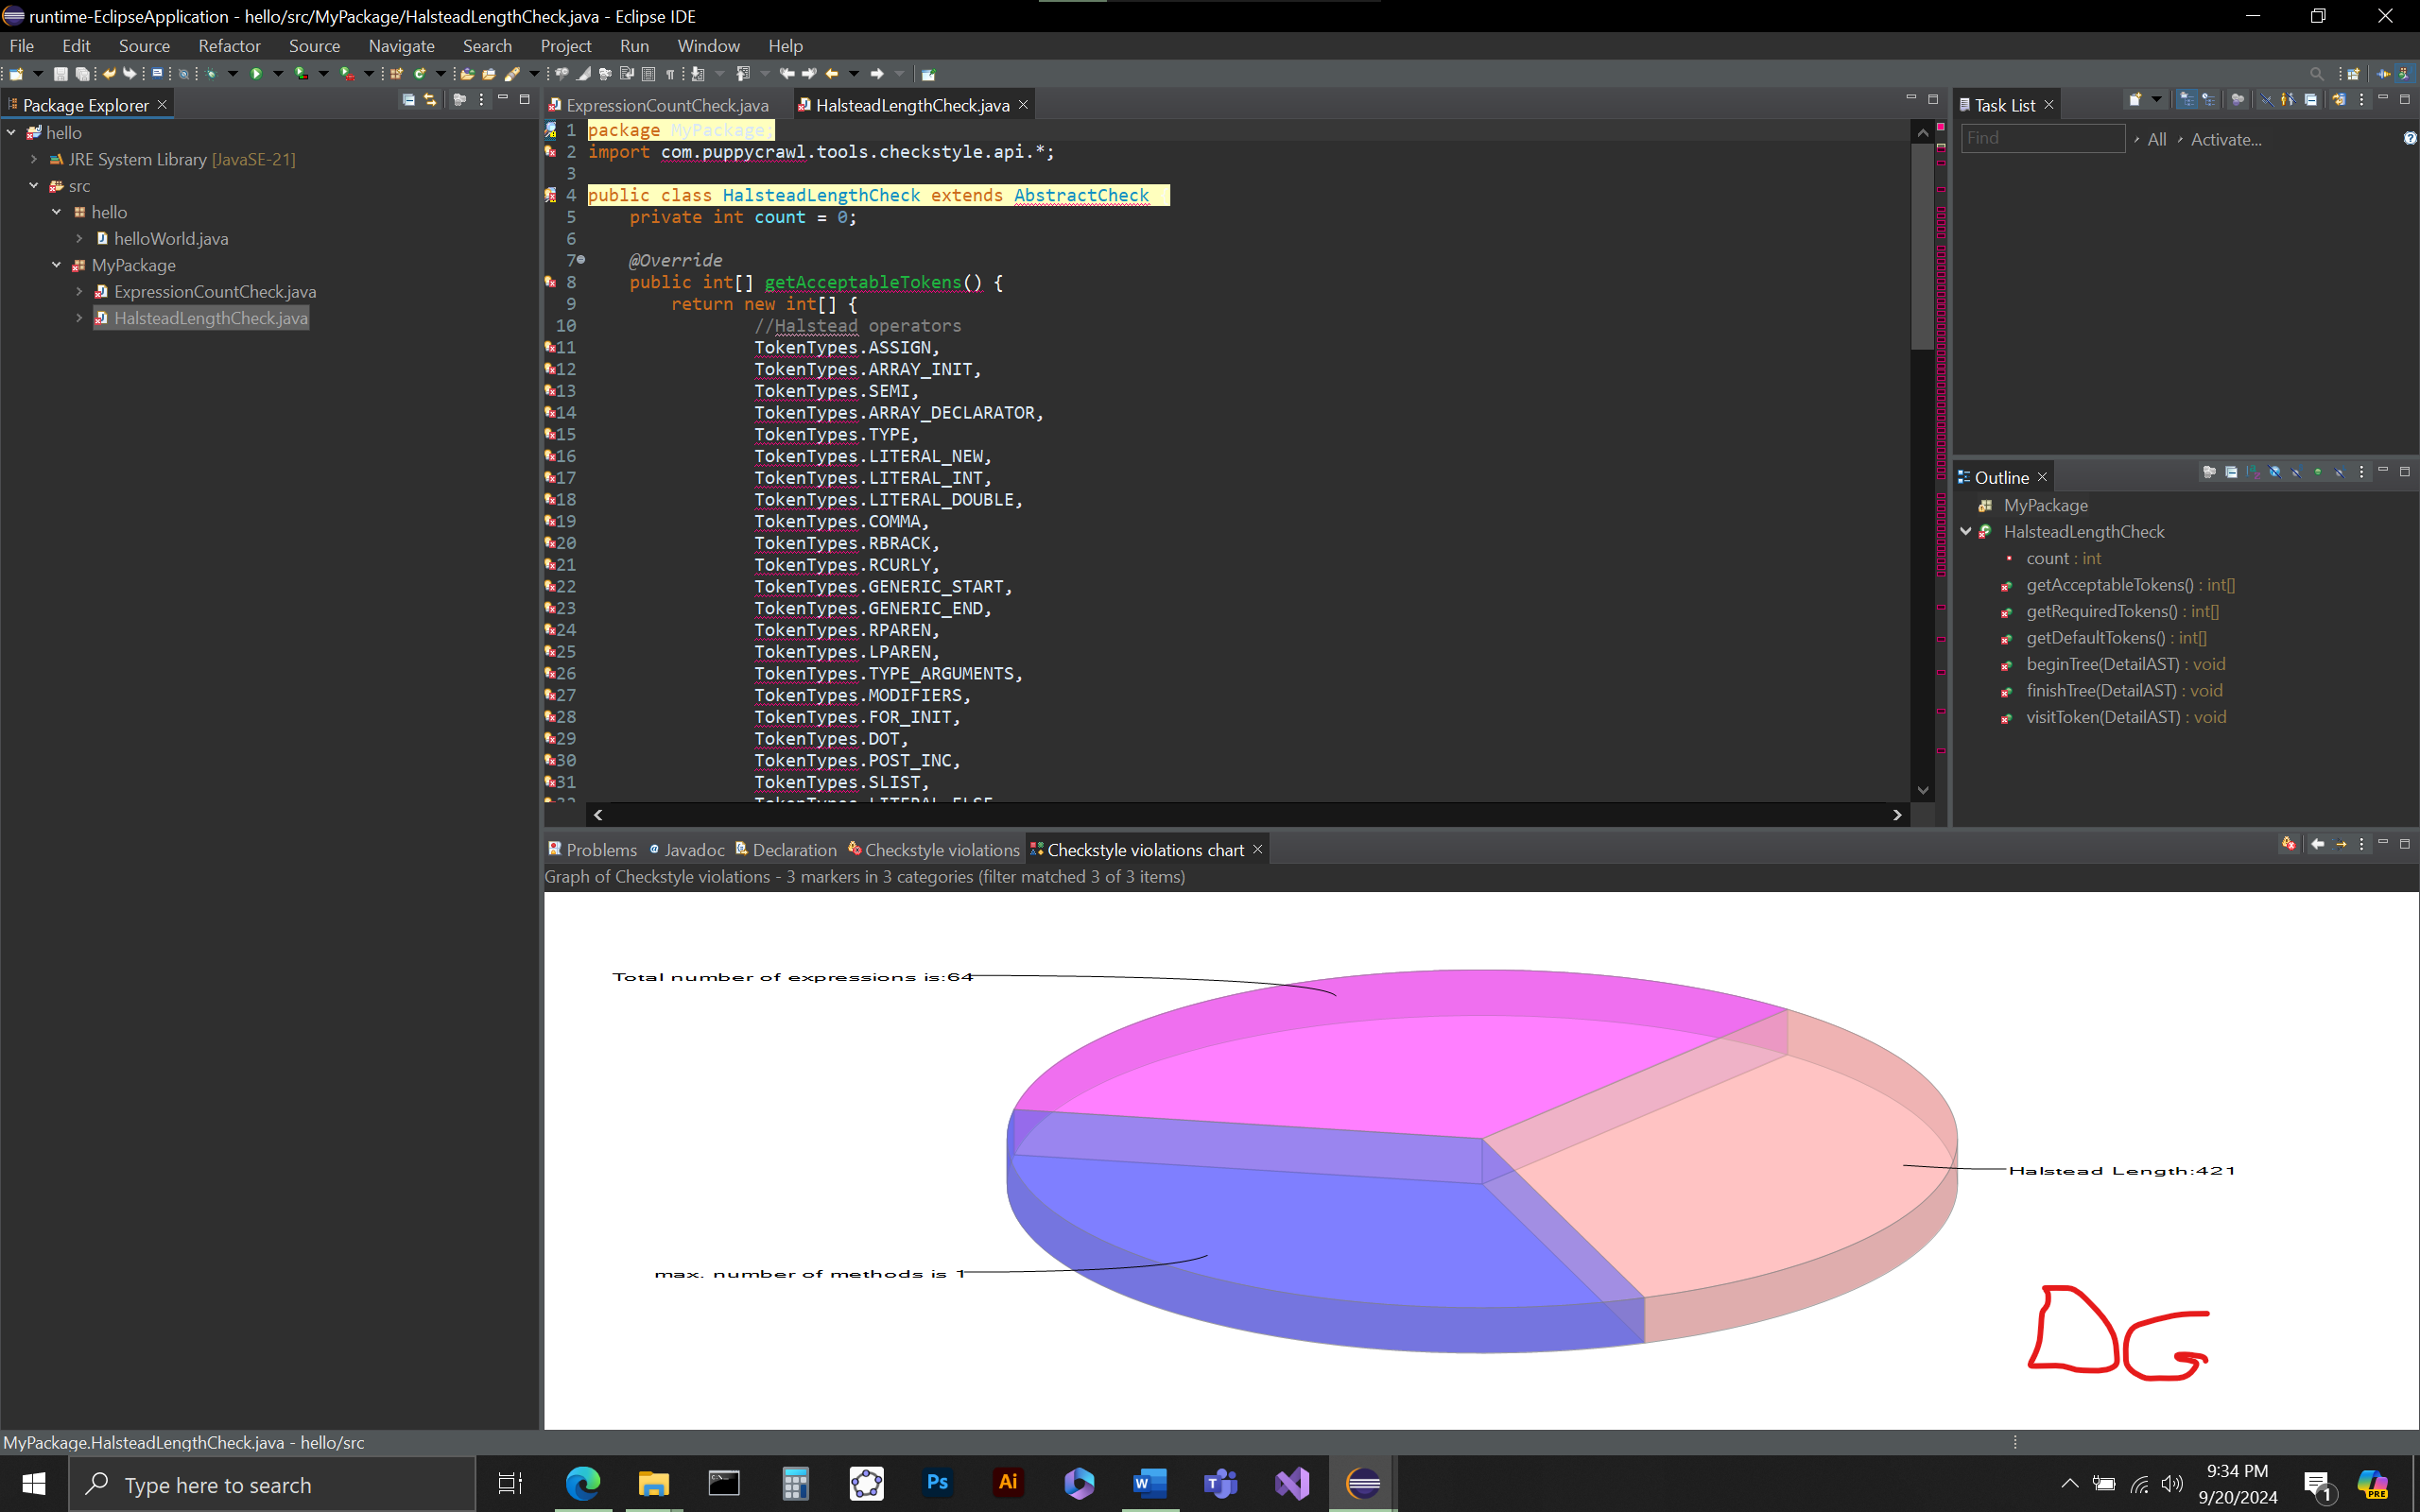 runtime-EclipseApplication - hello/src/MyPackage/HalsteadLengthCheck.java - Eclipse IDE
File Edit Source Refactor Source Navigate Search Project Run Window Help
Package Explorer
hello
JRE System Library [JavaSE-21]
src
hello
helloWorld.java
MyPackage
ExpressionCountCheck.java
HalsteadLengthCheck.java
ExpressionCountCheck.java HalsteadLengthCheck.java
1 package MyPackage;
2 import com.puppycrawl.tools.checkstyle.api.*;
3
4 public class HalsteadLengthCheck extends AbstractCheck
5 private int count = 0;
6
7 @Override
8 public int[] getAcceptableTokens() {
9 return new int[] {
10 //Halstead operators
11 TokenTypes.ASSIGN,
12 TokenTypes.ARRAY_INIT,
13 TokenTypes.SEMI,
14 TokenTypes.ARRAY_DECLARATOR,
15 TokenTypes.TYPE,
16 TokenTypes.LITERAL_NEW,
17 TokenTypes.LITERAL_INT,
18 TokenTypes.LITERAL_DOUBLE,
19 TokenTypes.COMMA,
20 TokenTypes.RBRACK,
21 TokenTypes.RCURLY,
22 TokenTypes.GENERIC_START,
23 TokenTypes.GENERIC_END,
24 TokenTypes.RPAREN,
25 TokenTypes.LPAREN,
26 TokenTypes.TYPE_ARGUMENTS,
27 TokenTypes.MODIFIERS,
28 TokenTypes.FOR_INIT,
29 TokenTypes.DOT,
30 TokenTypes.POST_INC,
31 TokenTypes.SLIST,
Task List
Find All Activate...
Outline
MyPackage
HalsteadLengthCheck
count : int
getAcceptableTokens() : int[]
getRequiredTokens() : int[]
getDefaultTokens() : int[]
beginTree(DetailAST) : void
finishTree(DetailAST) : void
visitToken(DetailAST) : void
Problems Javadoc Declaration Checkstyle violations Checkstyle violations chart
Graph of Checkstyle violations - 3 markers in 3 categories (filter matched 3 of 3 items)
Total number of expressions is:64
Halstead Length:421
max. number of methods is 1
DG
MyPackage.HalsteadLengthCheck.java - hello/src
Type here to search
Ps
Ai
9:34 PM
9/20/2024
1
PRE